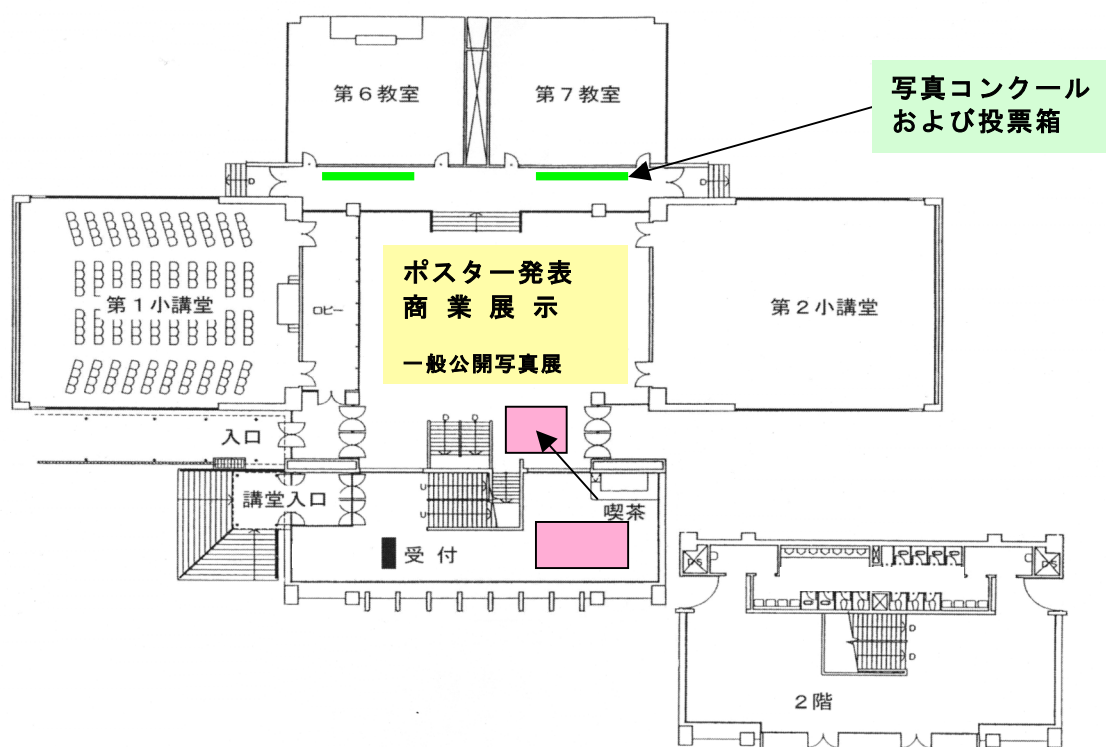 第6教室
第7教室
写真コンクール
および投票箱
D
D
ポスター発表
商業展示
一般公開写真展
第1小講堂
ロビー
第2小講堂
D
D
入口
講堂入口
U
U
喫茶
受付
DS
DS
D
D
2階